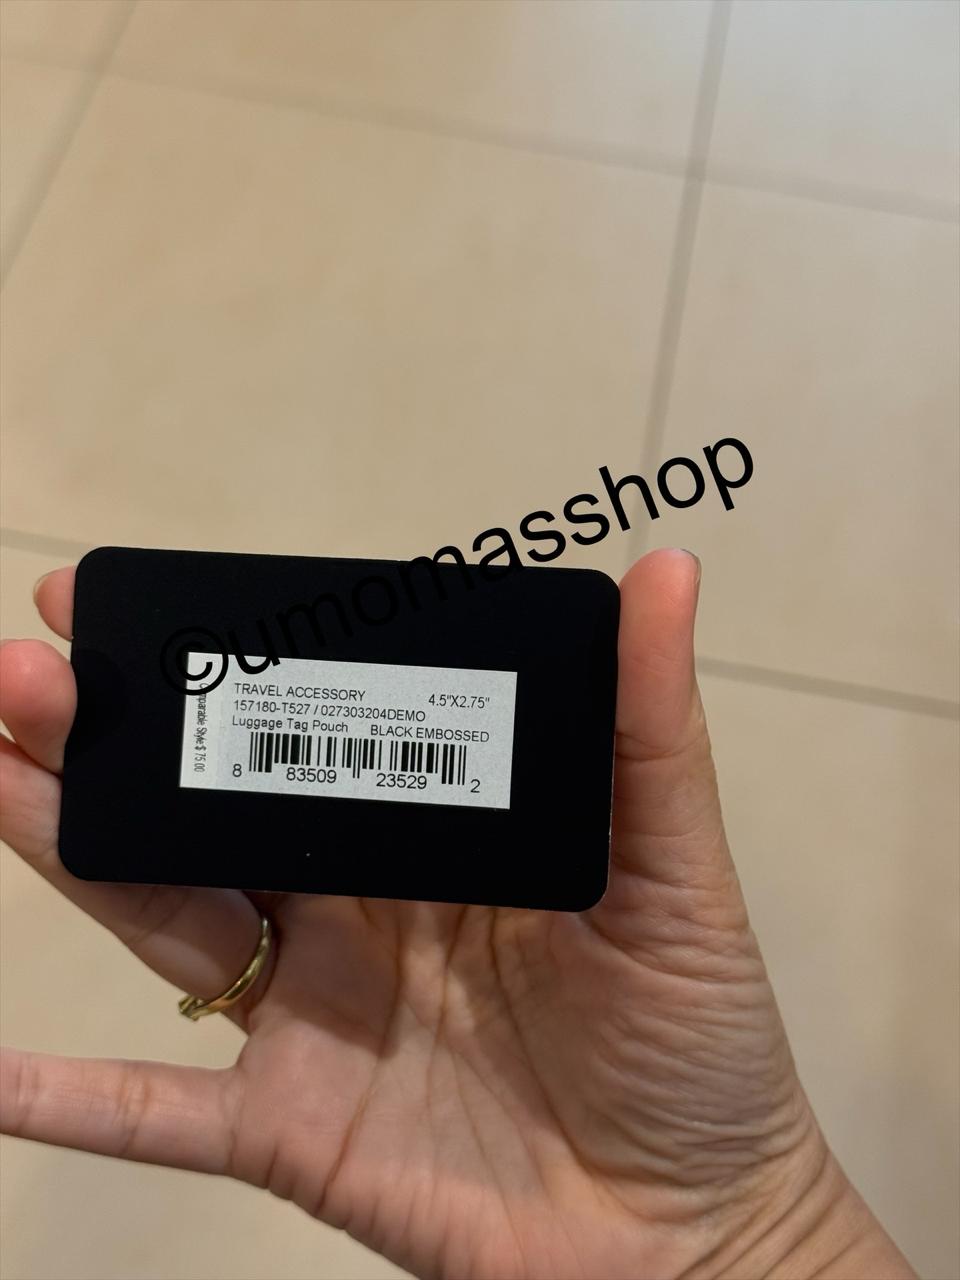 ©umomasshop
TRAVEL ACCESSORY 4.5"X2.75"
157180-T527 / 027303204DEMO
Luggage Tag Pouch BLACK EMBOSSED
8 83509 23529 2
Comparable Style $ 75.00